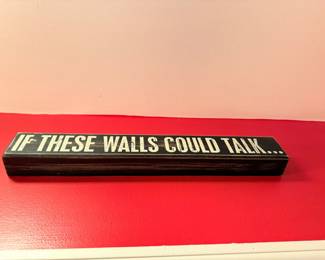 IF THESE WALLS COULD TALK...